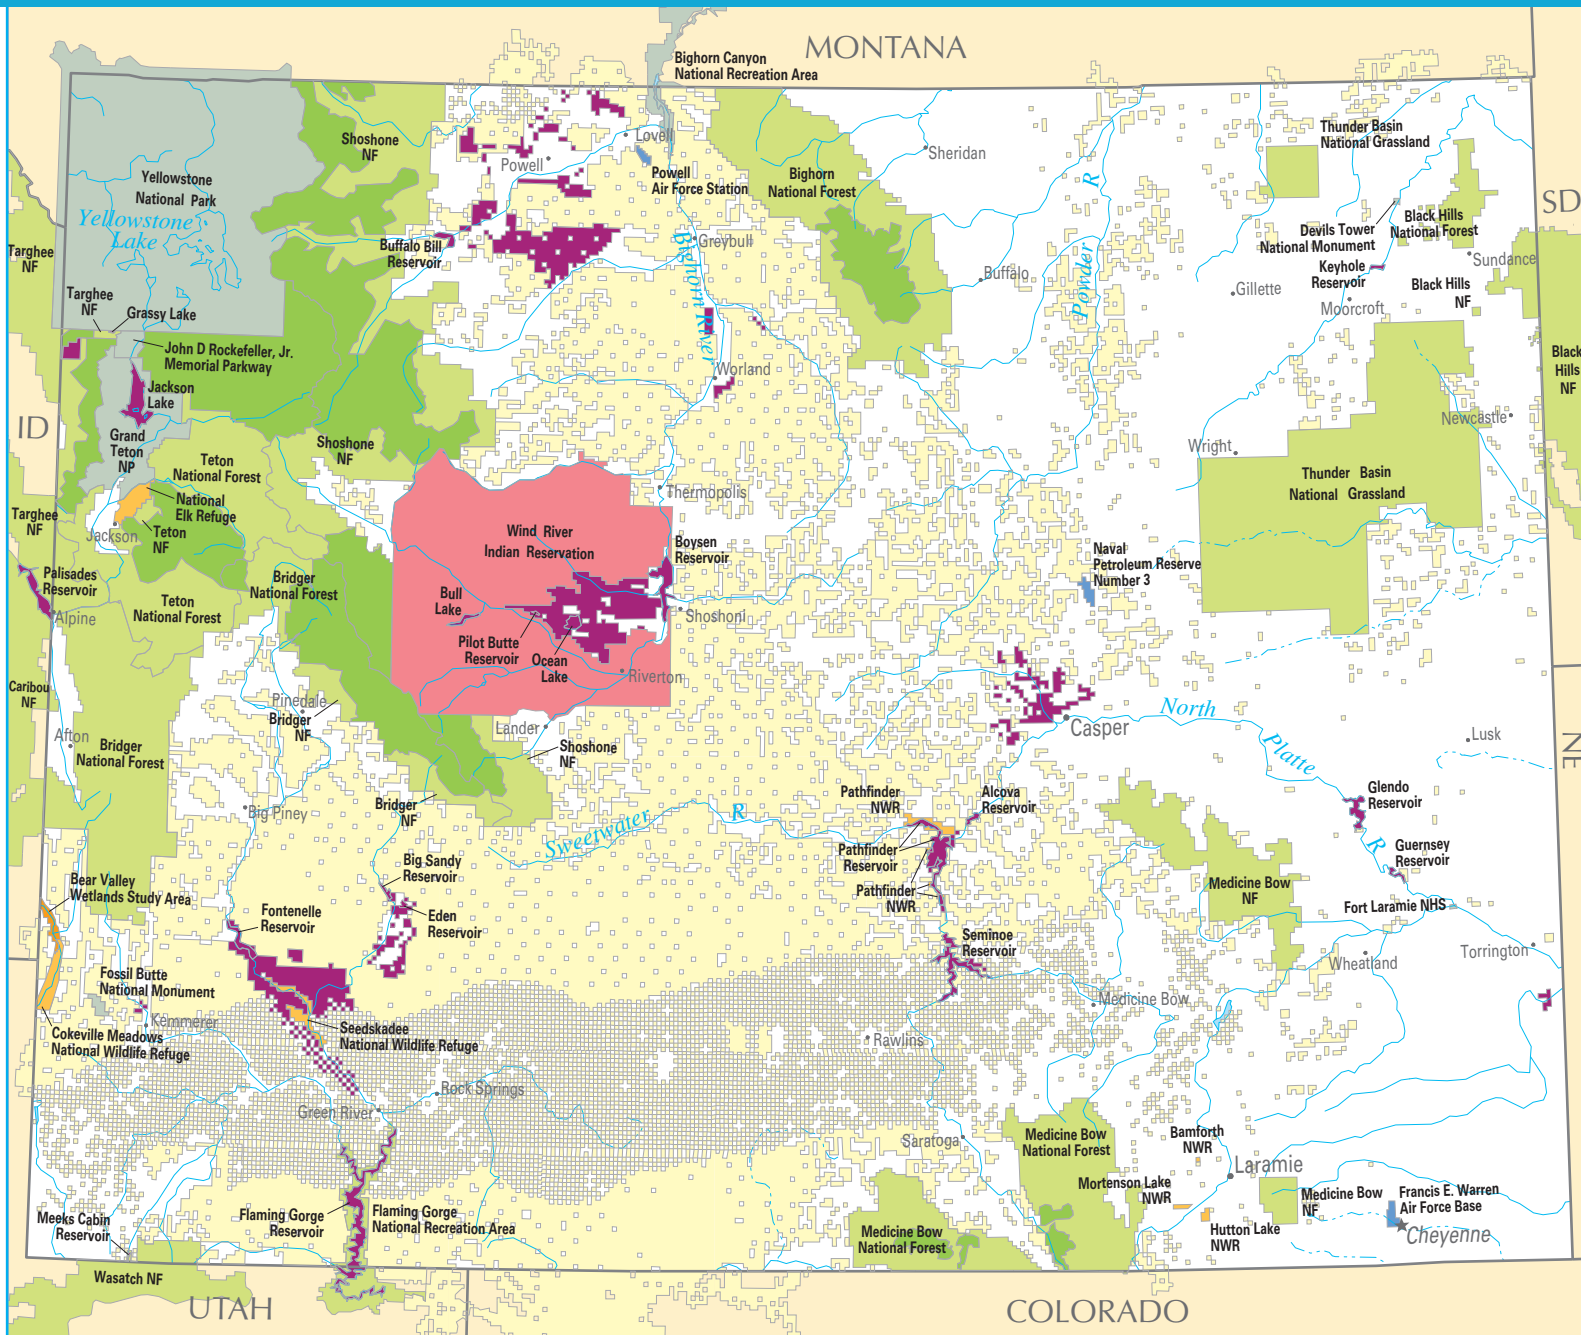 MONTANA
Bighorn Canyon
National Recreation Area
Shoshone
NF
Lovell
Powell
Powell
Air Force Station
Sheridan
Thunder Basin
National Grassland
Bighorn
National Forest
Yellowstone
National Park
Yellowstone
Lake
R
SD
Devils Tower
National Monument
Black Hills
National Forest
Buffalo Bill
Reservoir
Greybull
Bighorn River
Targhee
NF
Buffalo
Powder
Keyhole
Reservoir
Sundance
Black Hills
NF
Gillette
Moorcroft
Targhee
NF
Grassy Lake
John D Rockefeller, Jr.
Memorial Parkway
Black
Hills
NF
Jackson
Lake
Worland
ID
Grand
Teton
NP
Shoshone
NF
Newcastle
Wright
Teton
National Forest
Thunder Basin
National Grassland
National
Elk Refuge
Thermopolis
Targhee
NF
Jackson
Teton
NF
Wind River
Indian Reservation
Boysen
Reservoir
Naval
Petroleum Reserve
Number 3
Palisades
Reservoir
Bridger
National Forest
Bull
Lake
Teton
National Forest
Alpine
Shoshoni
Pilot Butte
Reservoir
Ocean
Lake
Riverton
Caribou
NF
Pinedale
Bridger
NF
Lander
North
Casper
Platte
Lusk
NE
Afton
Bridger
National Forest
Shoshone
NF
Big Piney
Bridger
NF
Sweetwater
R
Pathfinder
NWR
Alcova
Reservoir
Glendo
Reservoir
R
Guernsey
Reservoir
Pathfinder
Reservoir
Big Sandy
Reservoir
Bear Valley
Wetlands Study Area
Pathfinder
NWR
Medicine Bow
NF
Fort Laramie NHS
Fontenelle
Reservoir
Eden
Reservoir
Seminoe
Reservoir
Torrington
Wheatland
Fossil Butte
National Monument
Medicine Bow
Kemmerer
Cokeville Meadows
National Wildlife Refuge
Seedskadee
National Wildlife Refuge
Rawlins
Rock Springs
Green River
Saratoga
Medicine Bow
National Forest
Bamforth
NWR
Laramie
Mortenson Lake
NWR
Medicine Bow
NF
Francis E. Warren
Air Force Base
Flaming Gorge
Reservoir
Flaming Gorge
National Recreation Area
Meeks Cabin
Reservoir
Medicine Bow
National Forest
Hutton Lake
NWR
Cheyenne
Wasatch NF
UTAH
COLORADO